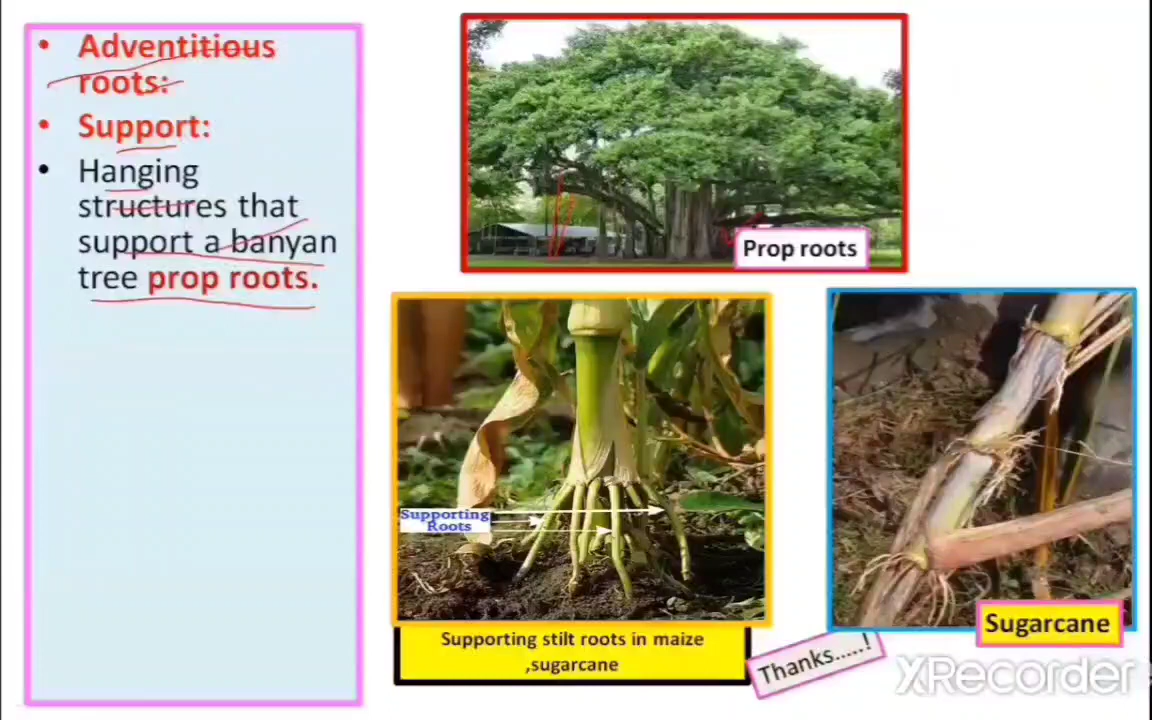 Adventitious
roots:
Support:
Hanging
structures that
support a banyan
tree prop roots.
Prop roots
Supporting
Roots
Supporting stilt roots in maize
,sugarcane
Sugarcane
Thanks.....!
XRecorder